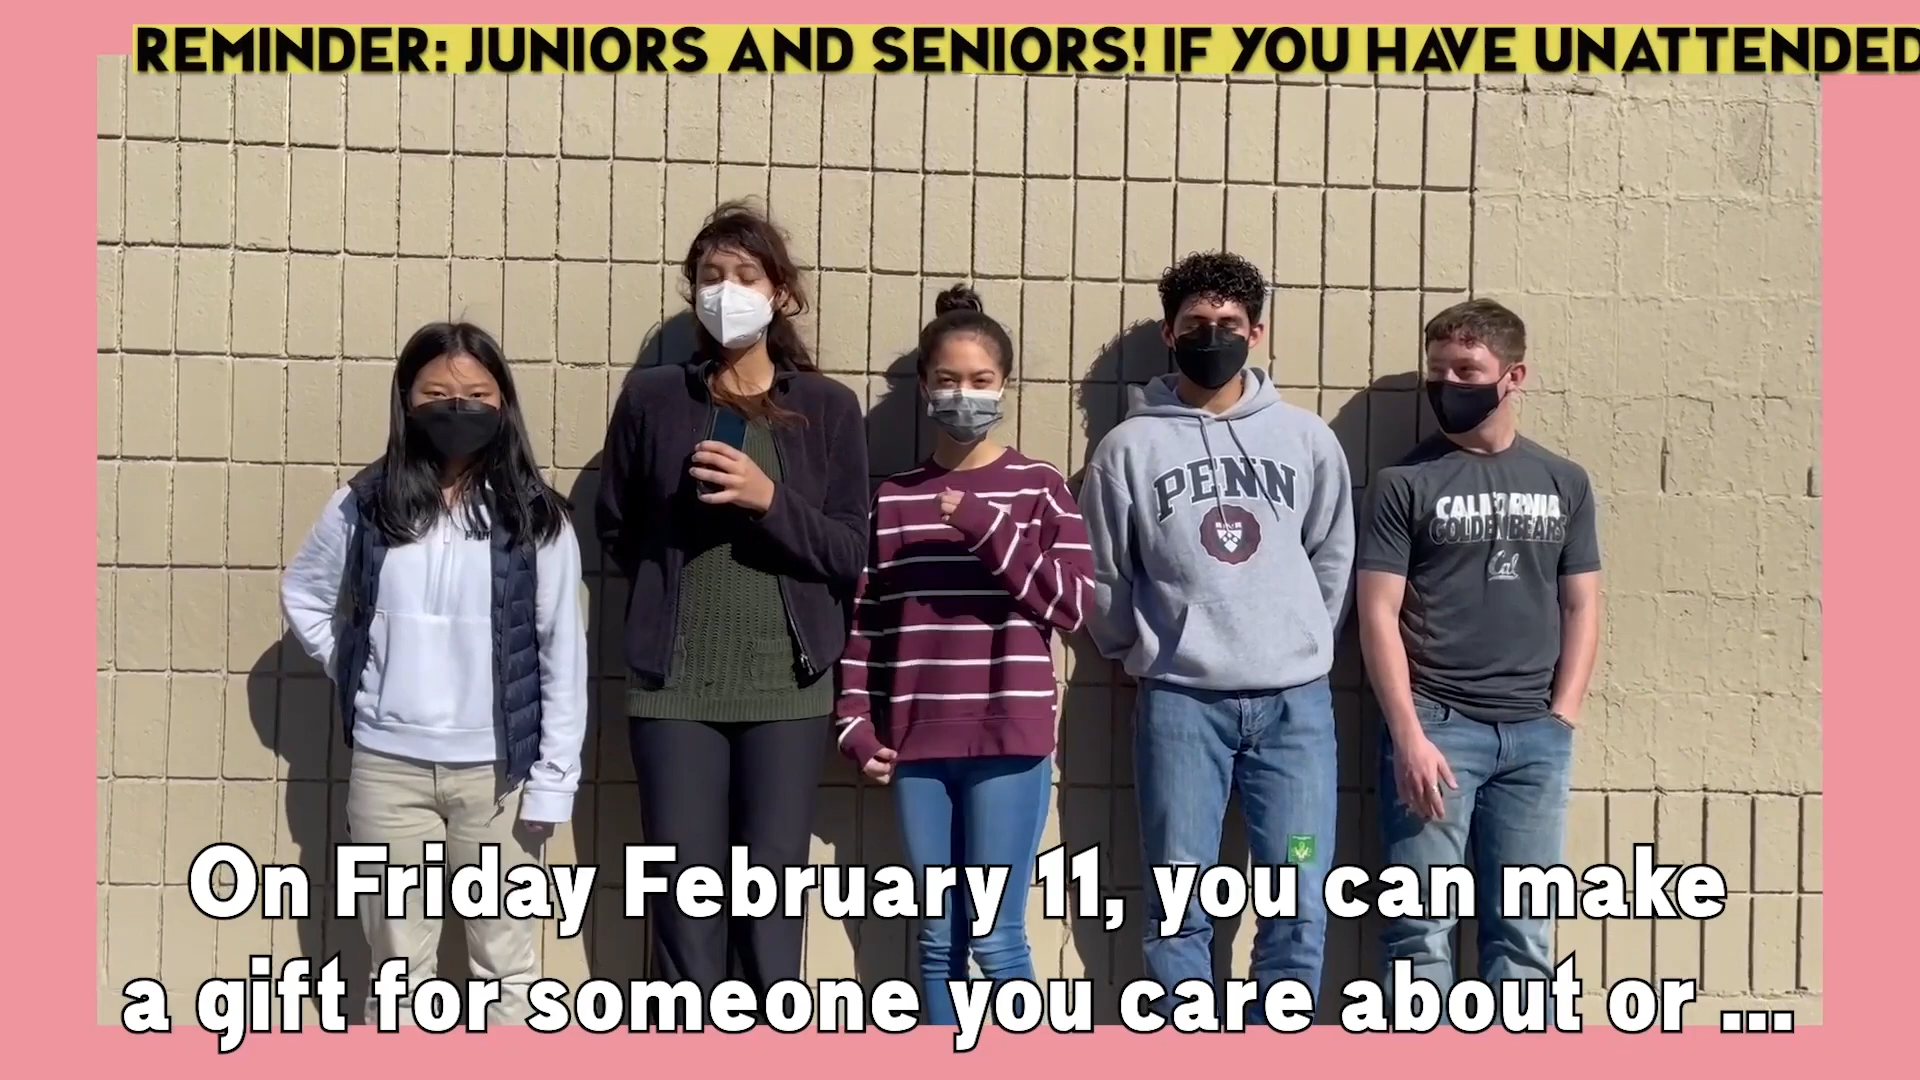 REMINDER: JUNIORS AND SENIORS! IF YOU HAVE UNATTENDED
PENN
CALIFORNIA
GOLDEN BEARS
Cal
On Friday February 11, you can make
a gift for someone you care about or ...